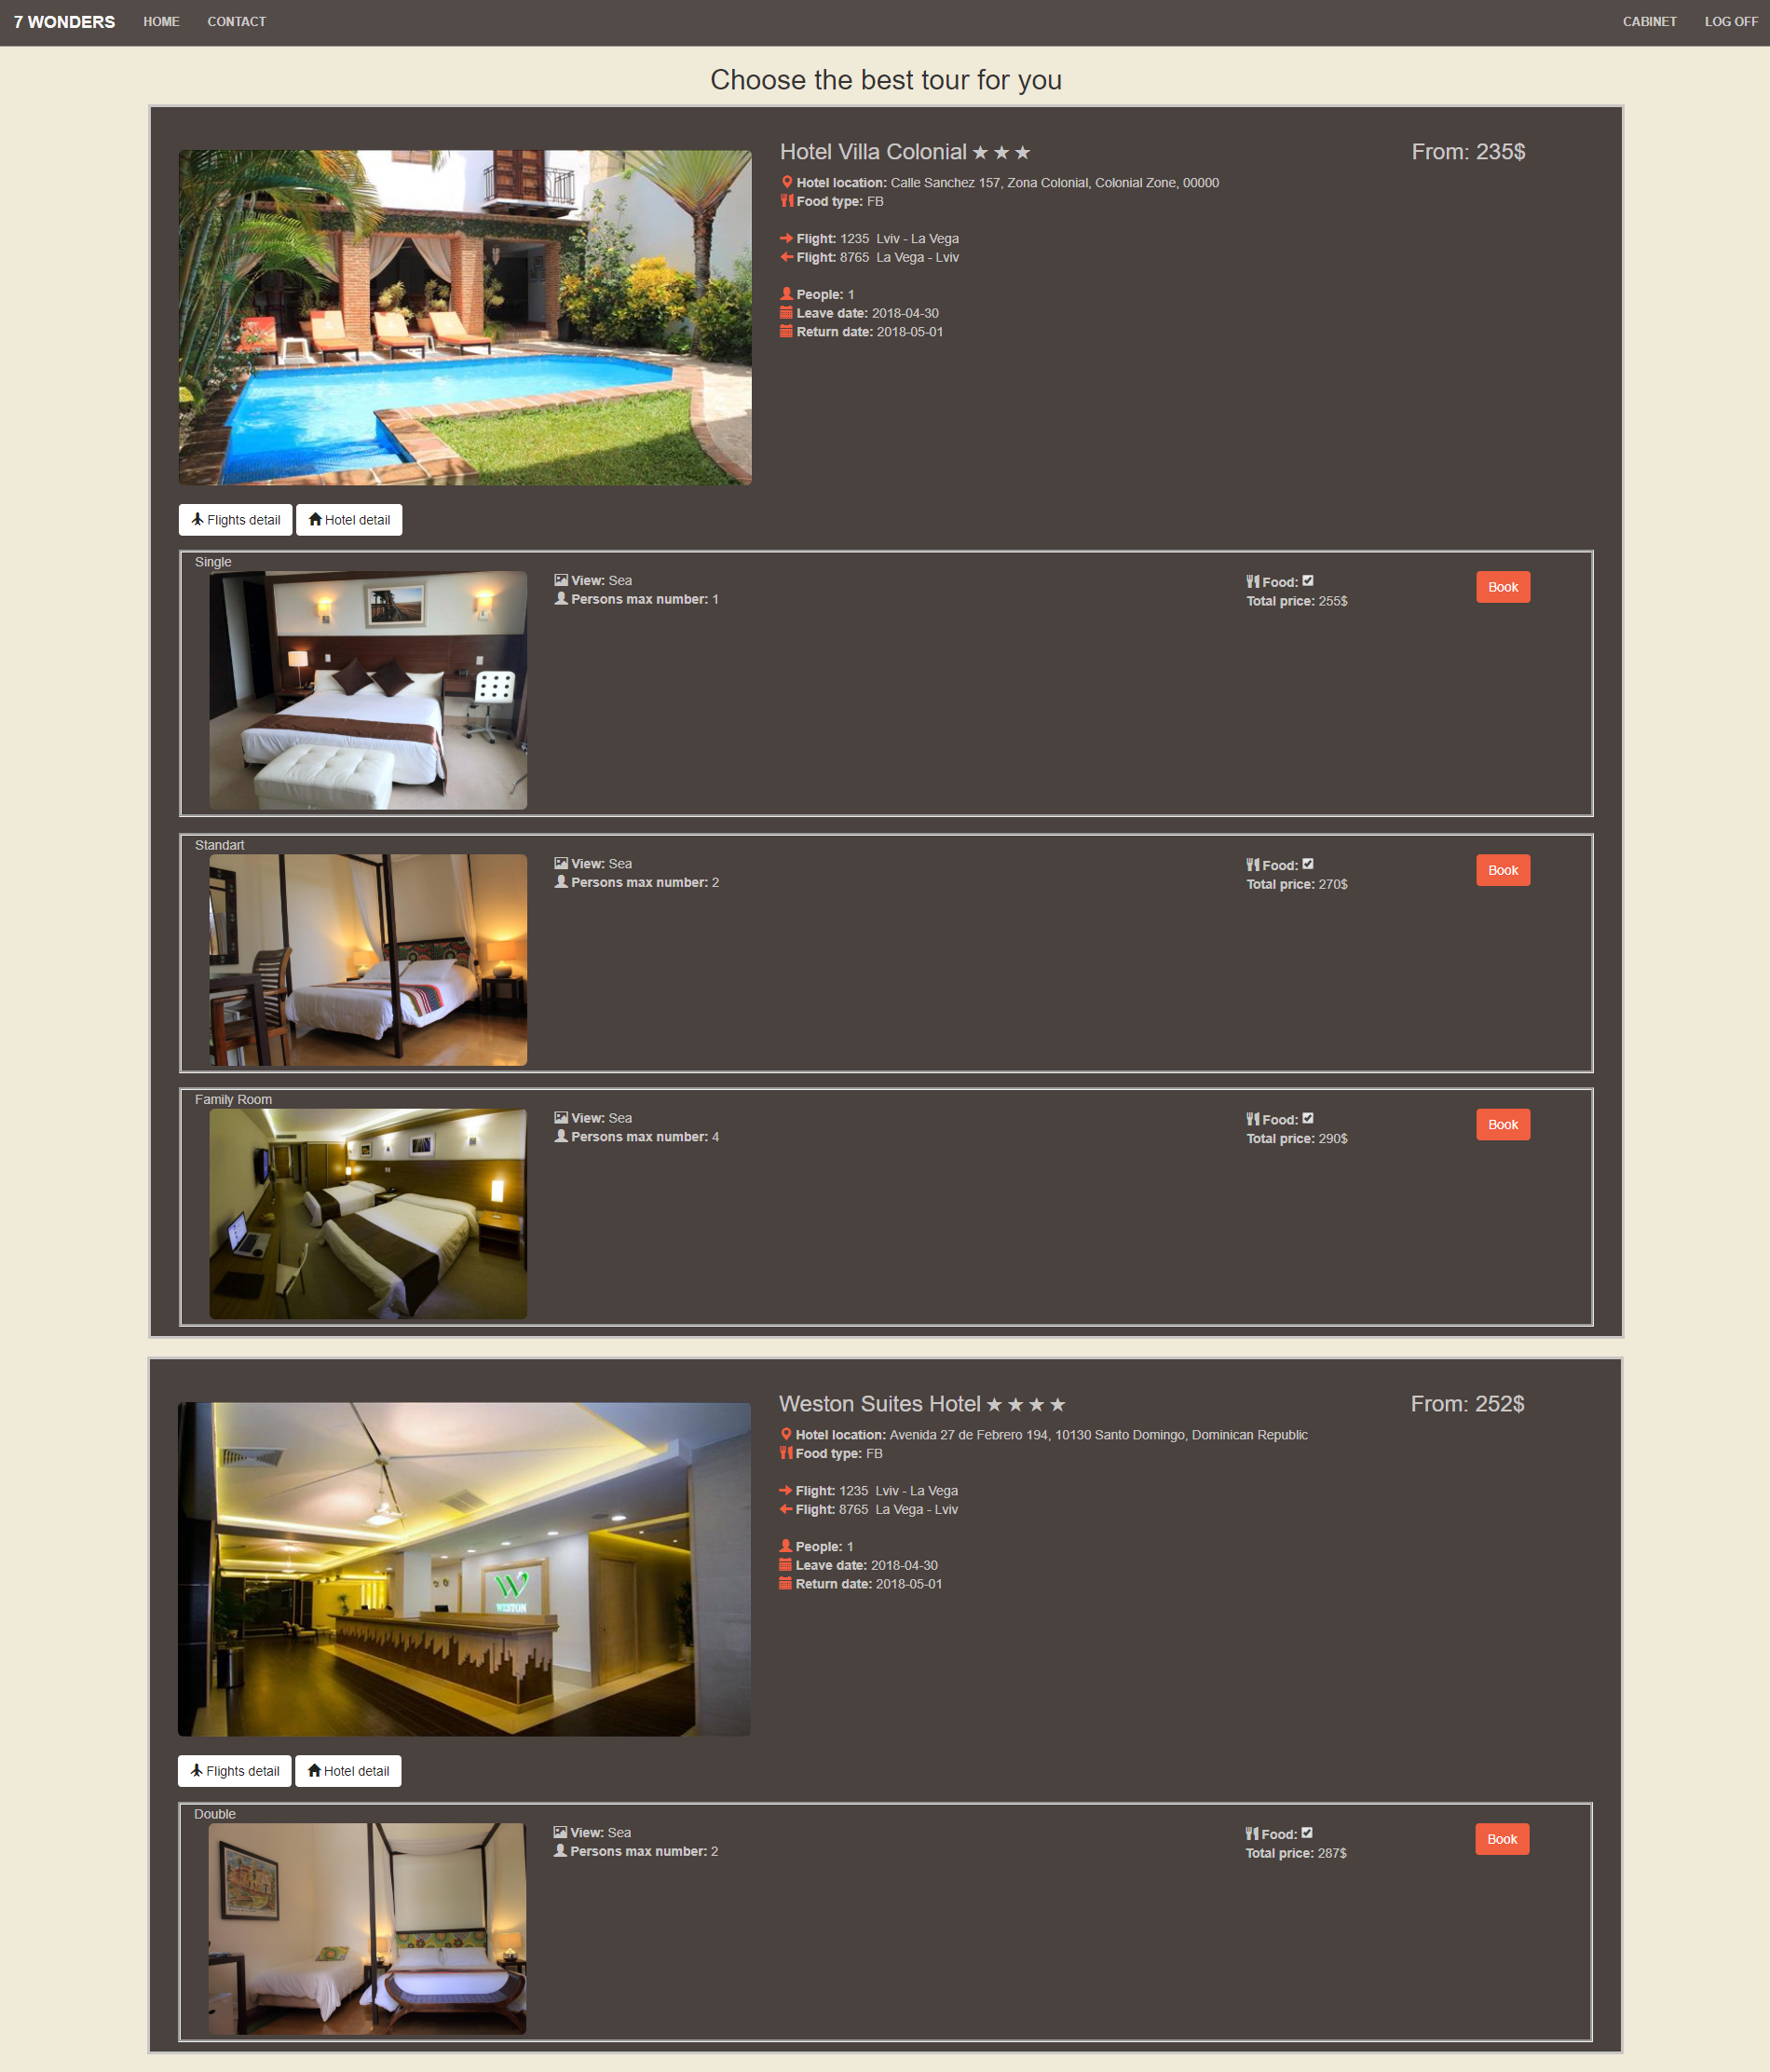 7 WONDERS HOME CONTACT CABINET LOG OFF
Choose the best tour for you
Hotel Villa Colonial ★ ★ ★ From: 235$
Hotel location: Calle Sanchez 157, Zona Colonial, Colonial Zone, 00000
Food type: FB
Flight: 1235 Lviv - La Vega
Flight: 8765 La Vega - Lviv
People: 1
Leave date: 2018-04-30
Return date: 2018-05-01
Flights detail Hotel detail
Single
View: Sea Food: Book
Persons max number: 1 Total price: 255$
Standart
View: Sea Food: Book
Persons max number: 2 Total price: 270$
Family Room
View: Sea Food: Book
Persons max number: 4 Total price: 290$
Weston Suites Hotel ★ ★ ★ ★ From: 252$
Hotel location: Avenida 27 de Febrero 194, 10130 Santo Domingo, Dominican Republic
Food type: FB
Flight: 1235 Lviv - La Vega
Flight: 8765 La Vega - Lviv
People: 1
Leave date: 2018-04-30
Return date: 2018-05-01
W
WESTON
Flights detail Hotel detail
Double
View: Sea Food: Book
Persons max number: 2 Total price: 287$